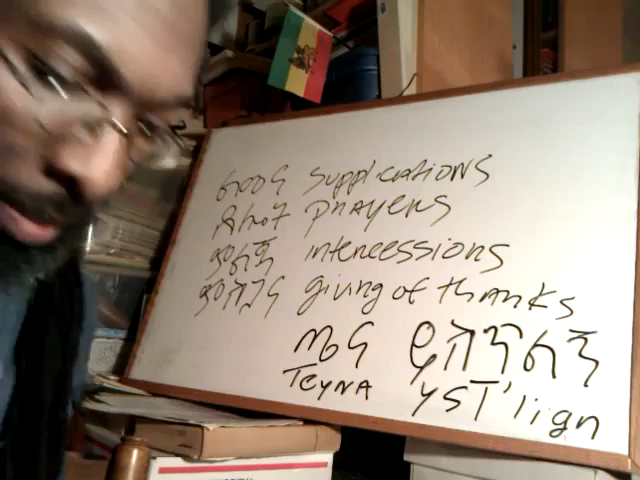 ልመና supplications
ጸሎት prayers
ምልጃ intercessions
ምስጋና giving of thanks
ጤና ይስጥልኝ
TEYNA YST'lign